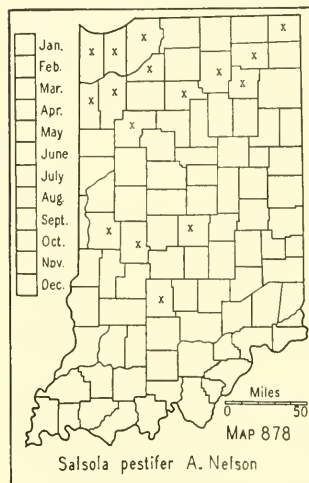 Jan.
Feb.
Mar.
Apr.
May
June
July
Aug.
Sept.
Oct.
Nov.
Dec.
X X X X
X X
X X X X X
X
X X X
X
Miles
0 50
MAP 878
Salsola pestifer A. Nelson